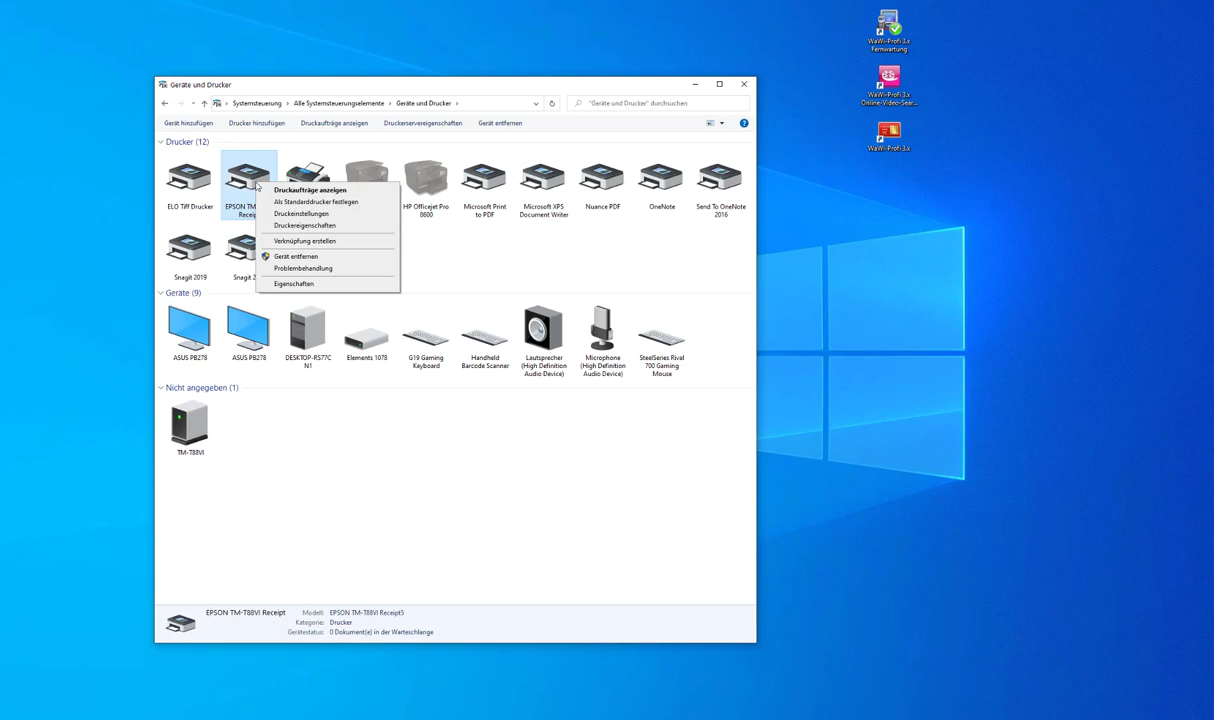 WaWi-Profi 3.x
Fernwartung
WaWi-Profi 3.x
Online-Video-Sear...
WaWi-Profi 3.x
Geräte und Drucker
Systemsteuerung
Alle Systemsteuerungselemente
Geräte und Drucker
"Geräte und Drucker" durchsuchen
Gerät hinzufügen
Drucker hinzufügen
Druckaufträge anzeigen
Druckerservereigenschaften
Gerät entfernen
Drucker (12)
ELO Tiff Drucker
EPSON TM-
HP Officejet Pro
8600
Microsoft Print
to PDF
Microsoft XPS
Document Writer
Nuance PDF
OneNote
Send To OneNote
2016
Druckaufträge anzeigen
Als Standarddrucker festlegen
Druckeinstellungen
Druckereigenschaften
Verknüpfung erstellen
Gerät entfernen
Problembehandlung
Eigenschaften
Snagit 2019
Snagit 2
Geräte (9)
ASUS PB278
ASUS PB278
DESKTOP-RS77C
N1
Elements 1078
G19 Gaming
Keyboard
Handheld
Barcode Scanner
Lautsprecher
(High Definition
Audio Device)
Microphone
(High Definition
Audio Device)
SteelSeries Rival
700 Gaming
Mouse
Nicht angegeben (1)
TM-T88VI
EPSON TM-T88VI Receipt
Modell: EPSON TM-T88VI Receipt5
Kategorie: Drucker
Gerätestatus: 0 Dokument(e) in der Warteschlange